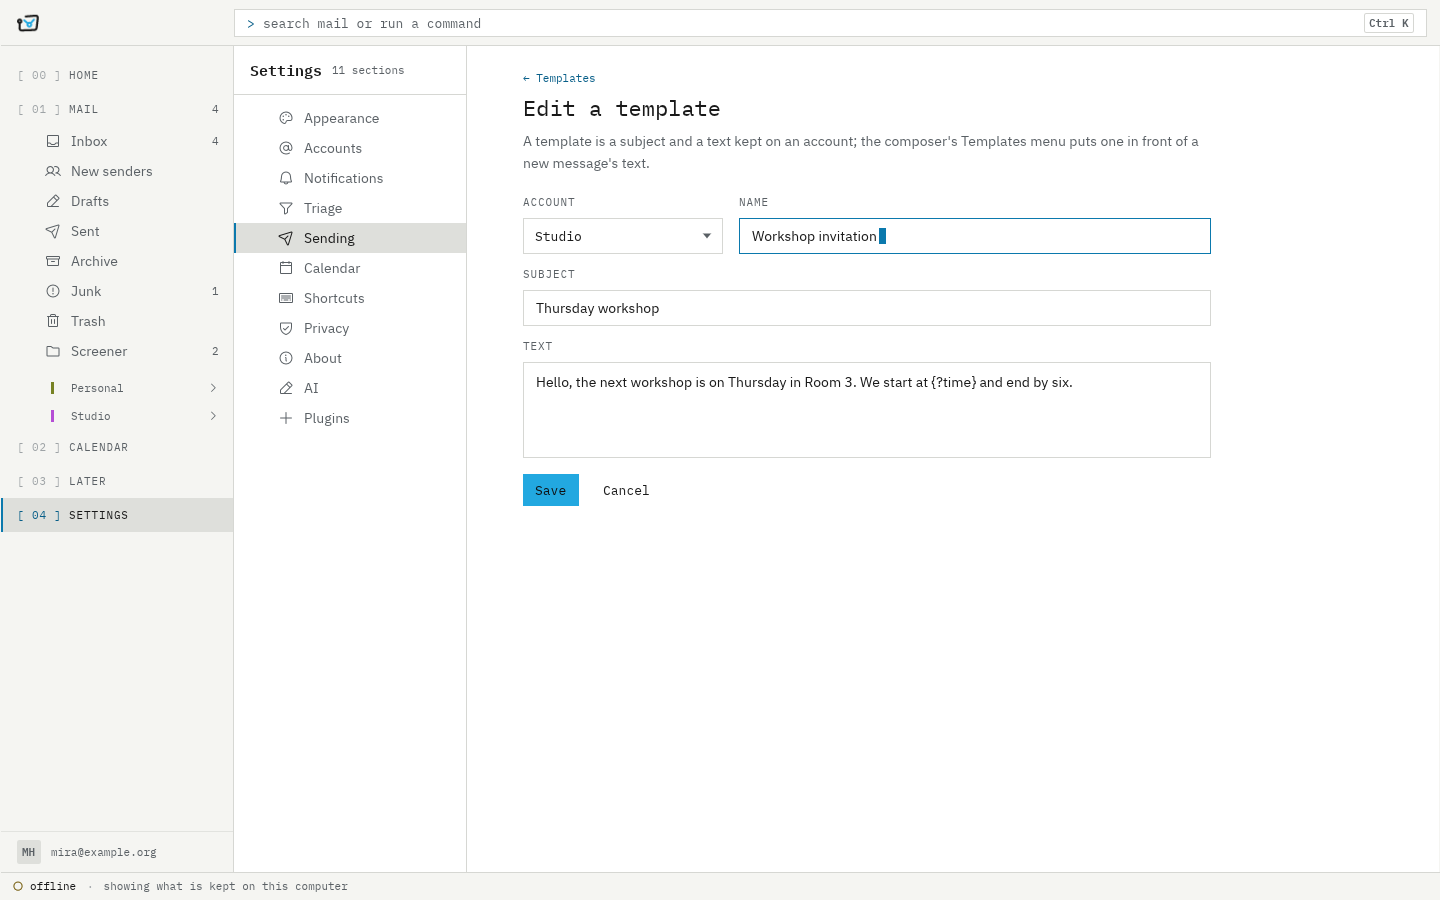 > search mail or run a command
Ctrl K
[ 00 ] HOME
[ 01 ] MAIL 4
Inbox 4
New senders
Drafts
Sent
Archive
Junk 1
Trash
Screener 2
Personal
Studio
[ 02 ] CALENDAR
[ 03 ] LATER
[ 04 ] SETTINGS
MH mira@example.org
Settings 11 sections
Appearance
Accounts
Notifications
Triage
Sending
Calendar
Shortcuts
Privacy
About
AI
Plugins
← Templates
Edit a template
A template is a subject and a text kept on an account; the composer's Templates menu puts one in front of a
new message's text.
ACCOUNT NAME
Studio Workshop invitation
SUBJECT
Thursday workshop
TEXT
Hello, the next workshop is on Thursday in Room 3. We start at {?time} and end by six.
Save Cancel
offline · showing what is kept on this computer